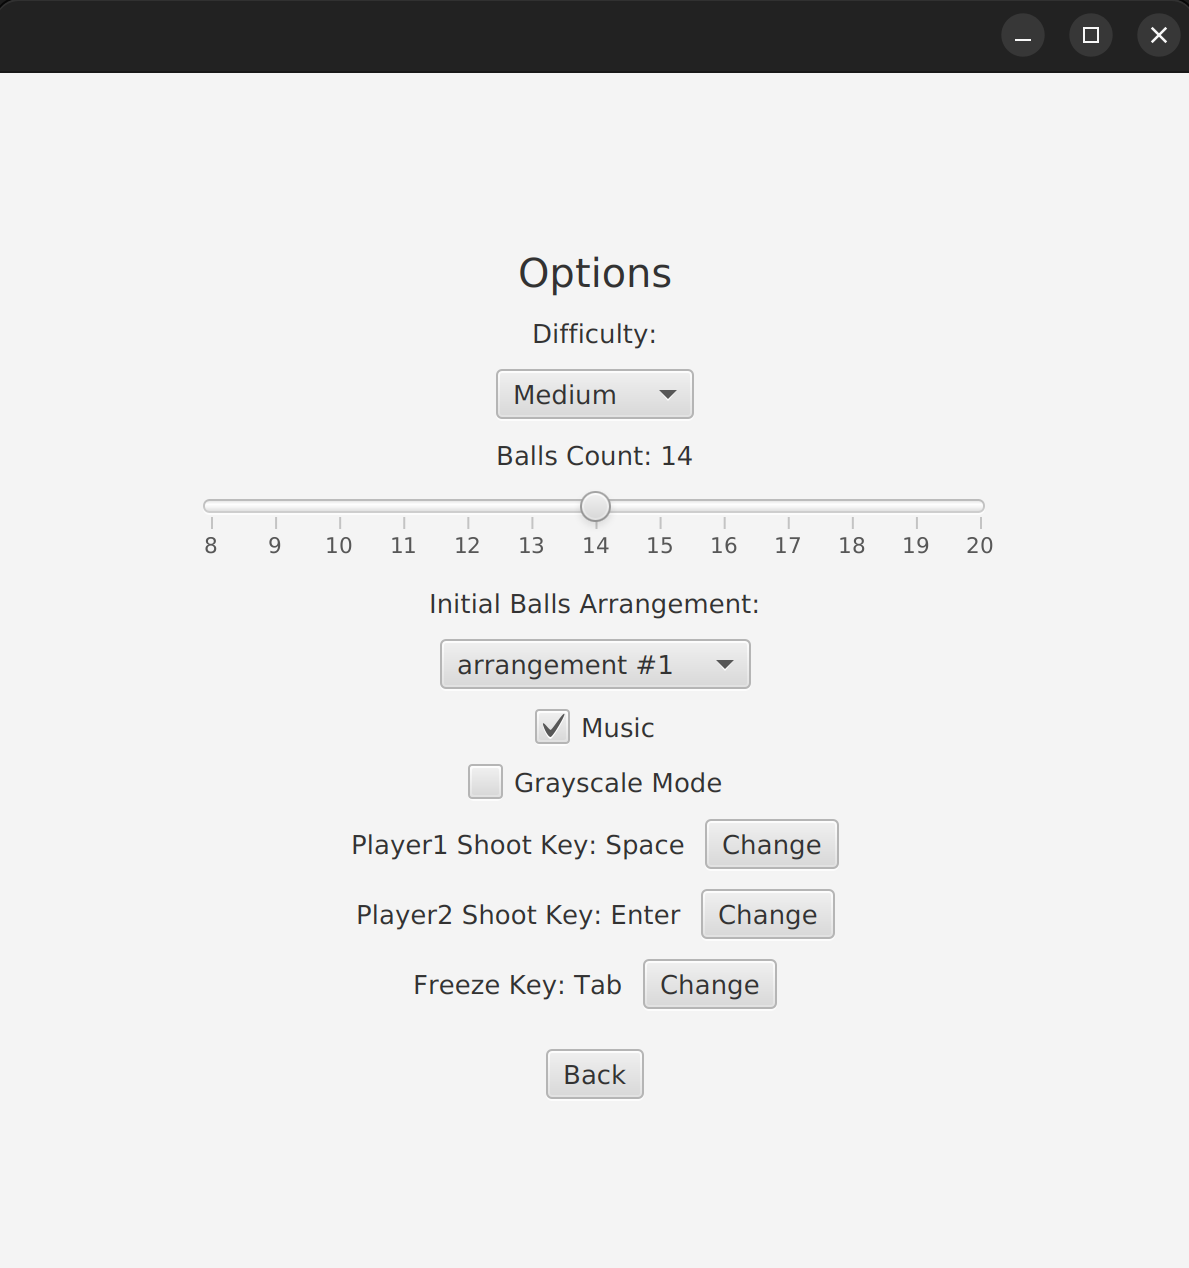 Options
Difficulty:
Medium
Balls Count: 14
8 9 10 11 12 13 14 15 16 17 18 19 20
Initial Balls Arrangement:
arrangement #1
Music
Grayscale Mode
Player1 Shoot Key: Space Change
Player2 Shoot Key: Enter Change
Freeze Key: Tab Change
Back